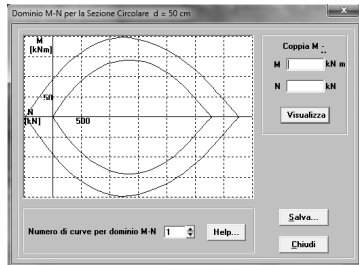 Dominio M-N per la Sezione Circolare d = 50 cm
M
[kNm]
50
N
[kN]
500
Coppia M -
M kN m
N kN
Visualizza
Numero di curve per dominio M-N 1 Help...
Salva...
Chiudi